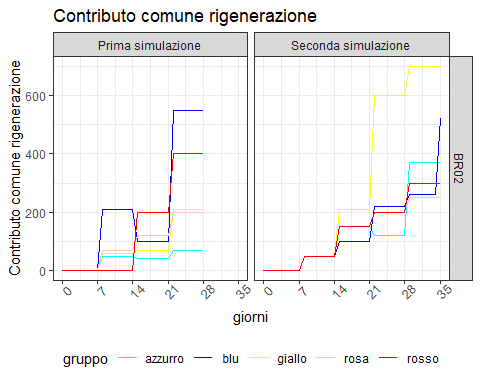 Contributo comune rigenerazione
Prima simulazione
Seconda simulazione
Contributo comune rigenerazione
600
400
200
0
BR02
0 7 14 21 28 35
0 7 14 21 28 35
giorni
gruppo azzurro blu giallo rosa rosso